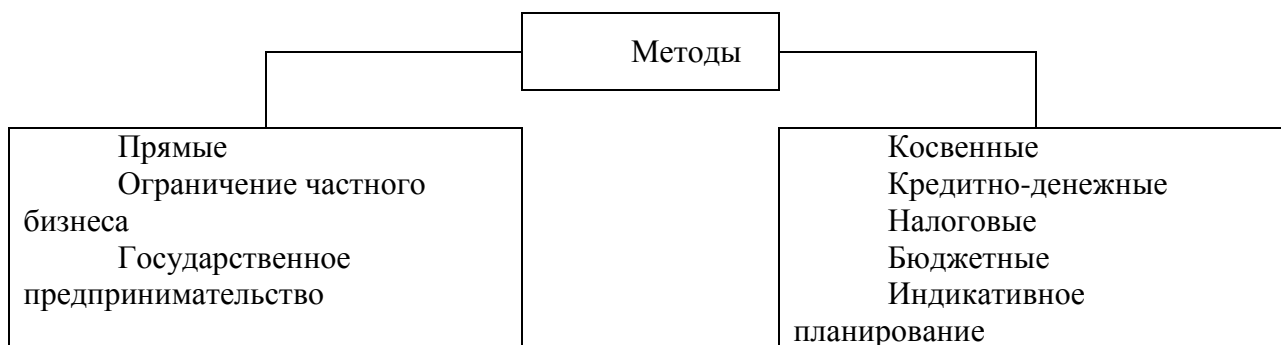 Методы
Прямые
Ограничение частного
бизнеса
Государственное
предпринимательство
Косвенные
Кредитно-денежные
Налоговые
Бюджетные
Индикативное
планирование